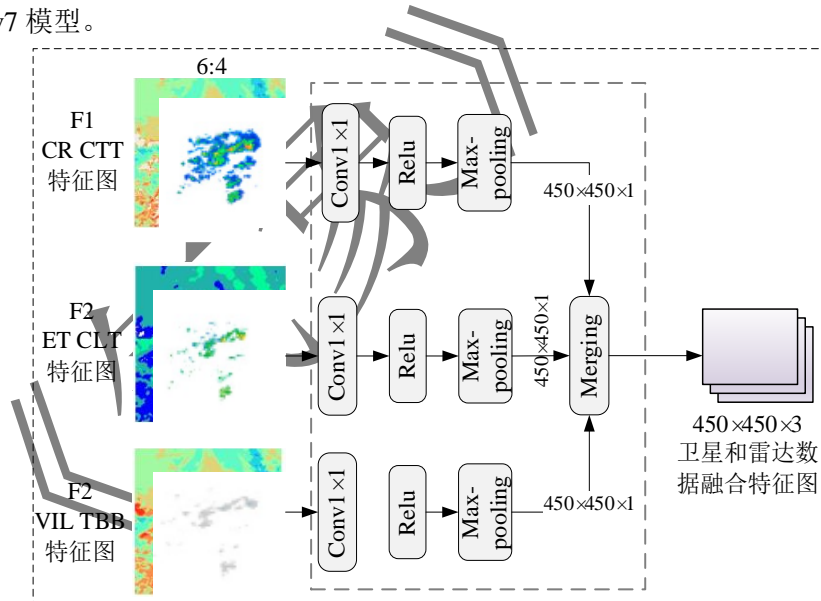 v7 模型。
6:4
F1
CR CTT
特征图
Conv1×1
Relu
Max-
pooling
450×450×1
F2
ET CLT
特征图
Conv1×1
Relu
Max-
pooling
450×450×1
Merging
450×450×3
卫星和雷达数
据融合特征图
F2
VIL TBB
特征图
Conv1×1
Relu
Max-
pooling
450×450×1